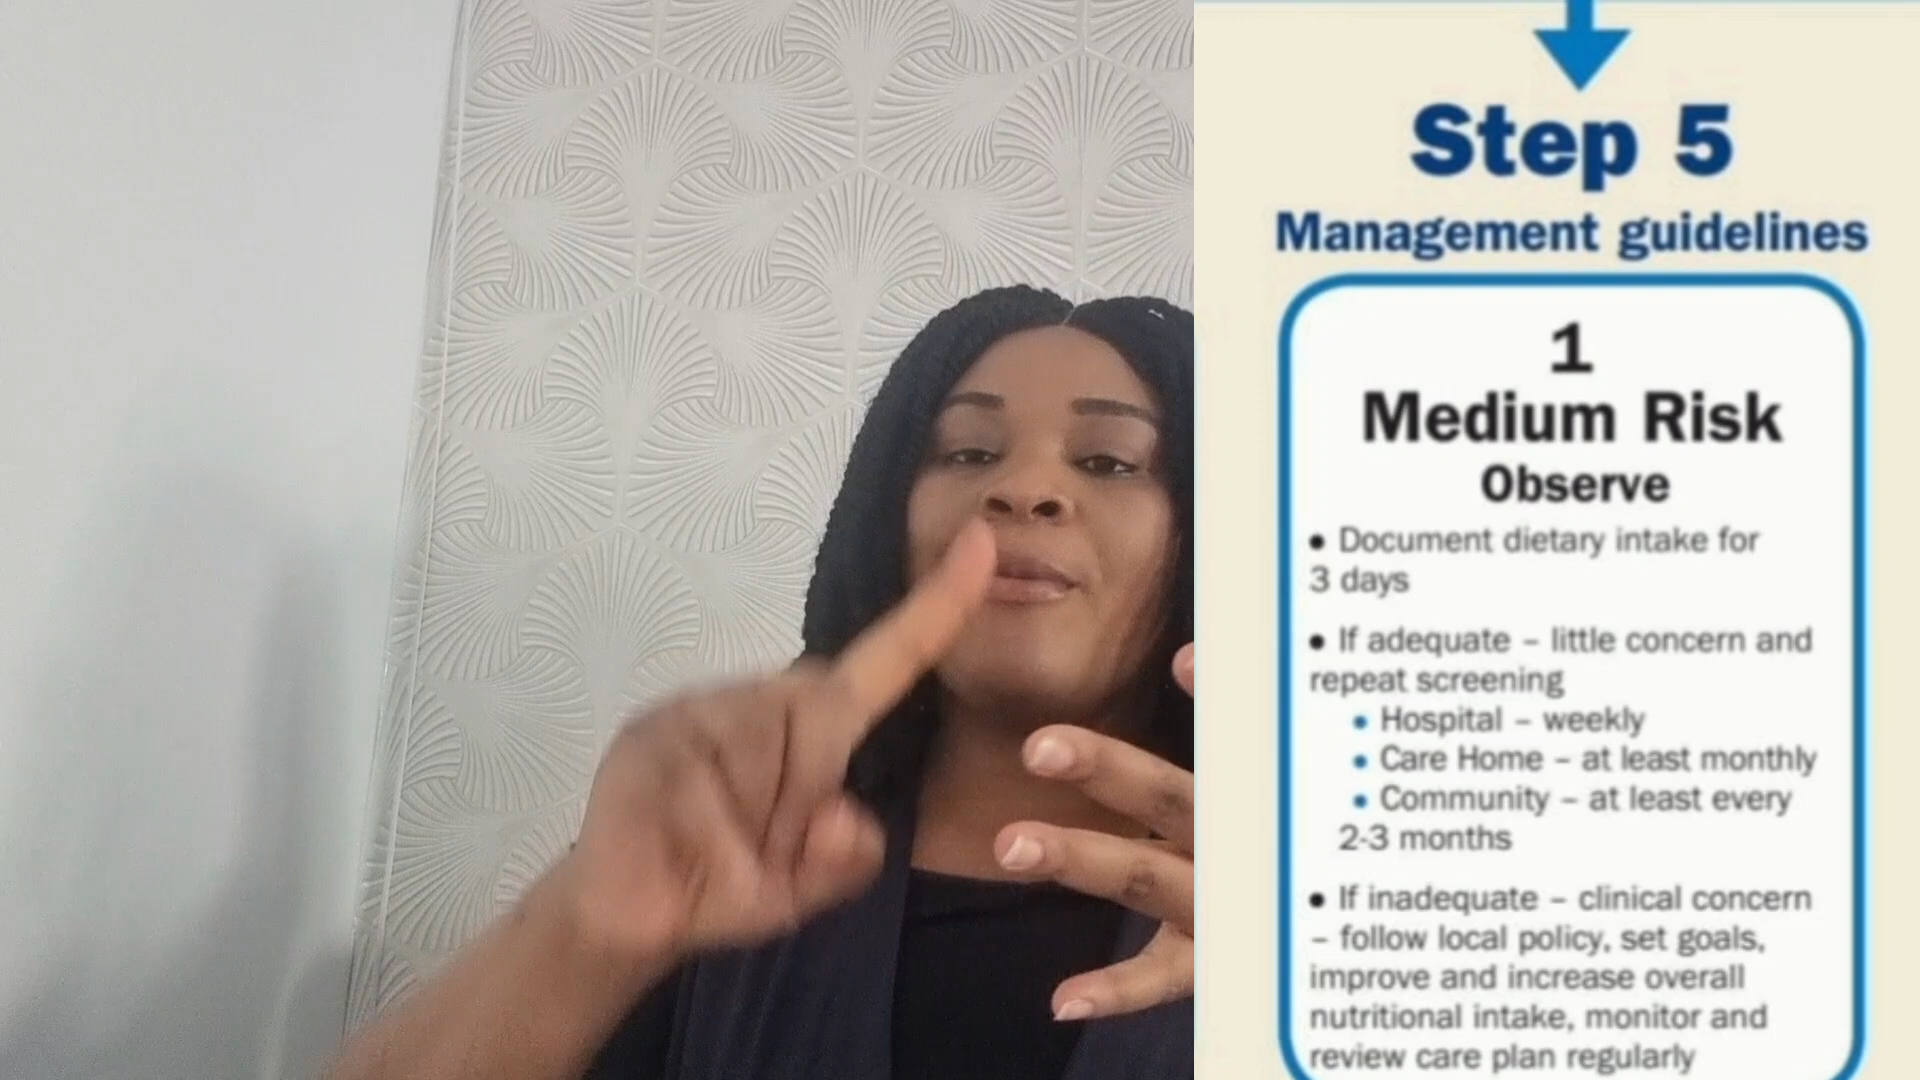 Step 5
Management guidelines
1
Medium Risk
Observe
• Document dietary intake for
3 days
• If adequate – little concern and
repeat screening
• Hospital – weekly
• Care Home – at least monthly
• Community – at least every
2-3 months
• If inadequate – clinical concern
– follow local policy, set goals,
improve and increase overall
nutritional intake, monitor and
review care plan regularly